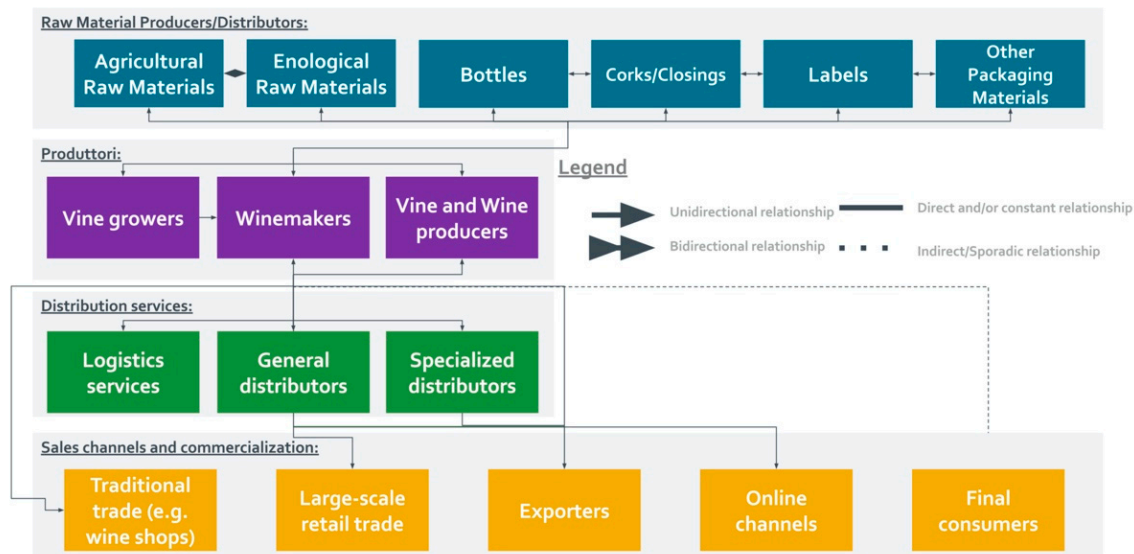 Raw Material Producers/Distributors:
Agricultural
Raw Materials
Enological
Raw Materials
Bottles
Corks/Closings
Labels
Other
Packaging
Materials
Produttori:
Vine growers
Winemakers
Vine and Wine
producers
Legend
Unidirectional relationship
Direct and/or constant relationship
Bidirectional relationship
Indirect/Sporadic relationship
Distribution services:
Logistics
services
General
distributors
Specialized
distributors
Sales channels and commercialization:
Traditional
trade (e.g.
wine shops)
Large-scale
retail trade
Exporters
Online
channels
Final
consumers